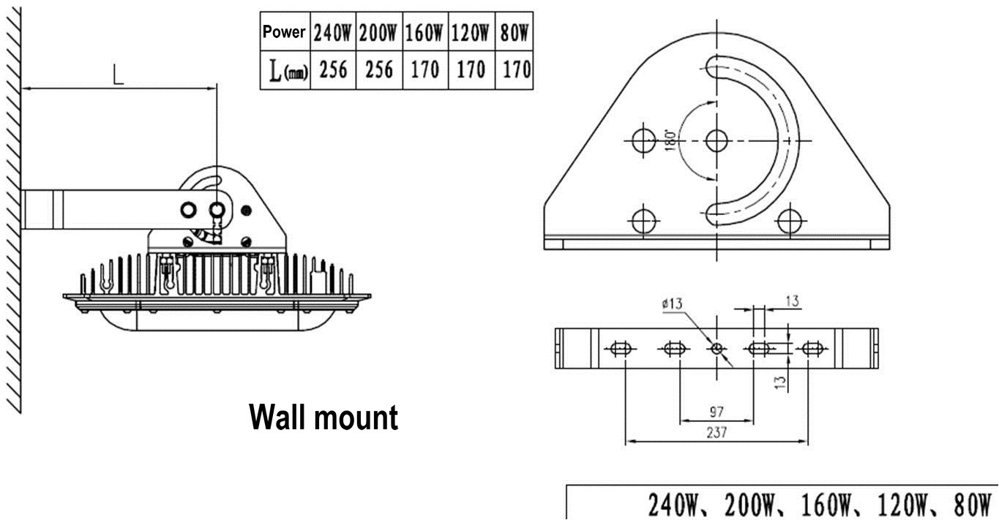 Power 240W 200W 160W 120W 80W
L(mm) 256 256 170 170 170
L
180°
ø13
13
13
97
237
Wall mount
240W、200W、160W、120W、80W